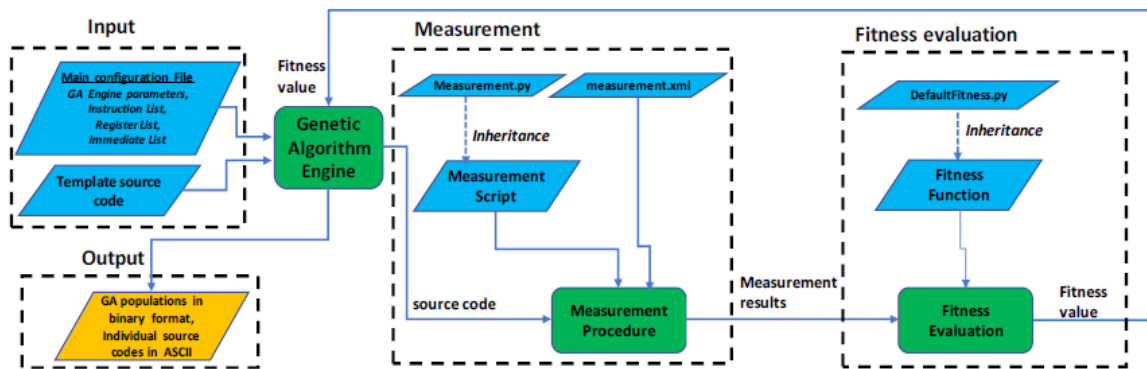 Input
Main configuration File
GA Engine parameters,
Instruction List,
Register List,
Immediate List
Template source
code
Output
GA populations in
binary format,
Individual source
codes in ASCII
Fitness
value
Genetic
Algorithm
Engine
Measurement
Measurement.py
measurement.xml
Inheritance
Measurement
Script
source code
Measurement
Procedure
Measurement
results
Fitness evaluation
DefaultFitness.py
Inheritance
Fitness
Function
Fitness
Evaluation
Fitness
value